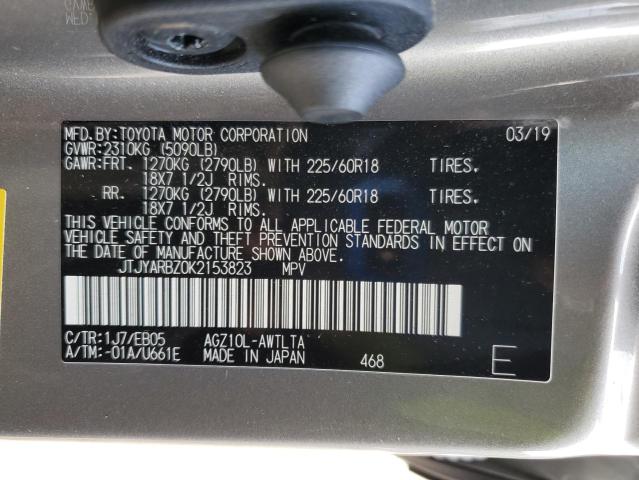 MFD.BY:TOYOTA MOTOR CORPORATION 03/19
GVWR:2310KG (5090LB)
GAWR:FRT. 1270KG (2790LB) WITH 225/60R18 TIRES.
18X7 1/2J RIMS.
RR. 1270KG (2790LB) WITH 225/60R18 TIRES.
18X7 1/2J RIMS.
THIS VEHICLE CONFORMS TO ALL APPLICABLE FEDERAL MOTOR
VEHICLE SAFETY AND THEFT PREVENTION STANDARDS IN EFFECT ON
THE DATE OF MANUFACTURE SHOWN ABOVE.
JTJYARBZ0K2153823 MPV
C/TR:1J7/EB05 AGZ10L-AWTLTA
A/TM:-01A/U661E MADE IN JAPAN 468 E